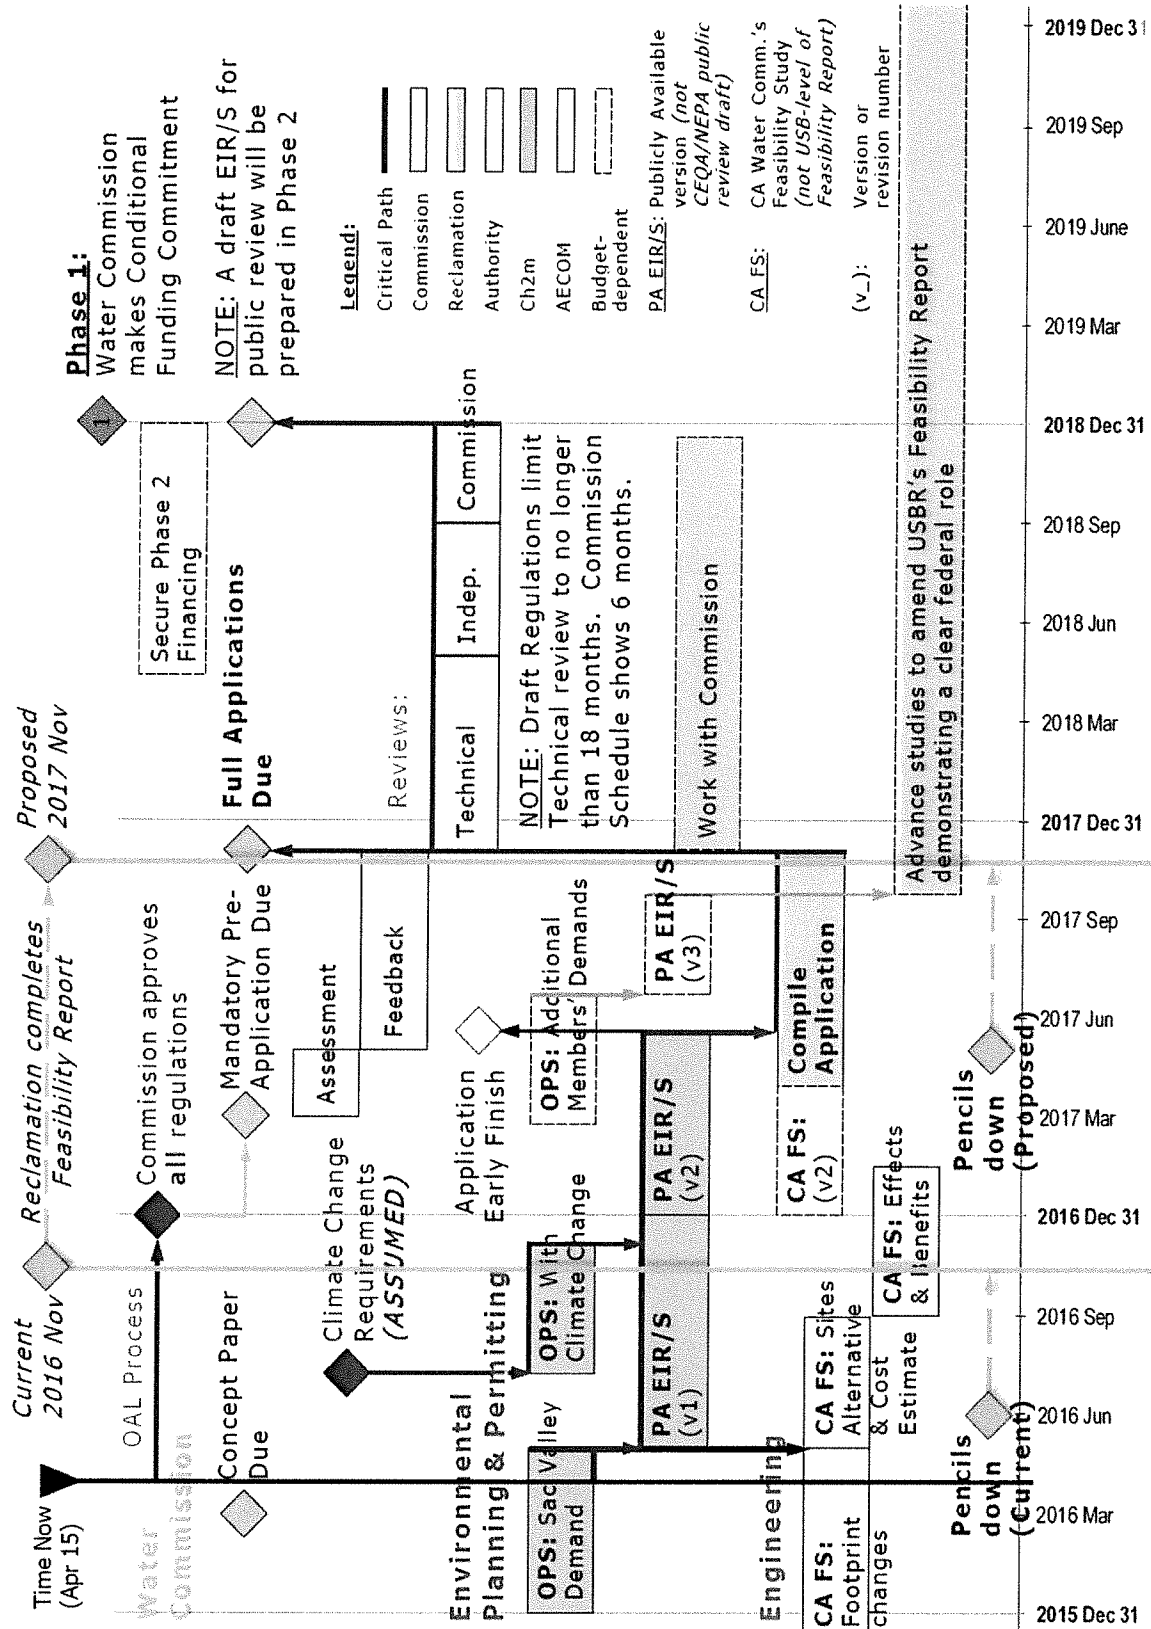 Time Now
(Apr 15)
Current
2016 Nov
Reclamation completes
Feasibility Report
Proposed
2017 Nov
Water
Commission
OAL Process
Commission approves
all regulations
Concept Paper
Due
Mandatory Pre-
Application Due
Full Applications
Due
Secure Phase 2
Financing
1
Phase 1:
Water Commission
makes Conditional
Funding Commitment
NOTE: A draft EIR/S for
public review will be
prepared in Phase 2
Climate Change
Requirements
(ASSUMED)
Assessment
Feedback
Reviews:
Technical
Indep.
Commission
NOTE: Draft Regulations limit
Technical review to no longer
than 18 months. Commission
Schedule shows 6 months.
Application
Early Finish
Environmental
Planning & Permitting
OPS: Sac Valley
Demand
OPS: With
Climate Change
OPS: Additional
Members' Demands
PA EIR/S
(v1)
PA EIR/S
(v2)
PA EIR/S
(v3)
Work with Commission
Engineering
CA FS:
Footprint
changes
CA FS: Sites
Alternative
& Cost
Estimate
CA FS: Effects
& Benefits
CA FS:
(v2)
Compile
Application
Advance studies to amend USBR's Feasibility Report
demonstrating a clear federal role
Pencils
down
(Current)
Pencils
down
(Proposed)
Legend:
Critical Path
Commission
Reclamation
Authority
Ch2m
AECOM
Budget-
dependent
PA EIR/S: Publicly Available
version (not
CEQA/NEPA public
review draft)
CA FS: CA Water Comm.'s
Feasibility Study
(not USB-level of
Feasibility Report)
(v_): Version or
revision number
2015 Dec 31
2016 Mar
2016 Jun
2016 Sep
2016 Dec 31
2017 Mar
2017 Jun
2017 Sep
2017 Dec 31
2018 Mar
2018 Jun
2018 Sep
2018 Dec 31
2019 Mar
2019 June
2019 Sep
2019 Dec 31